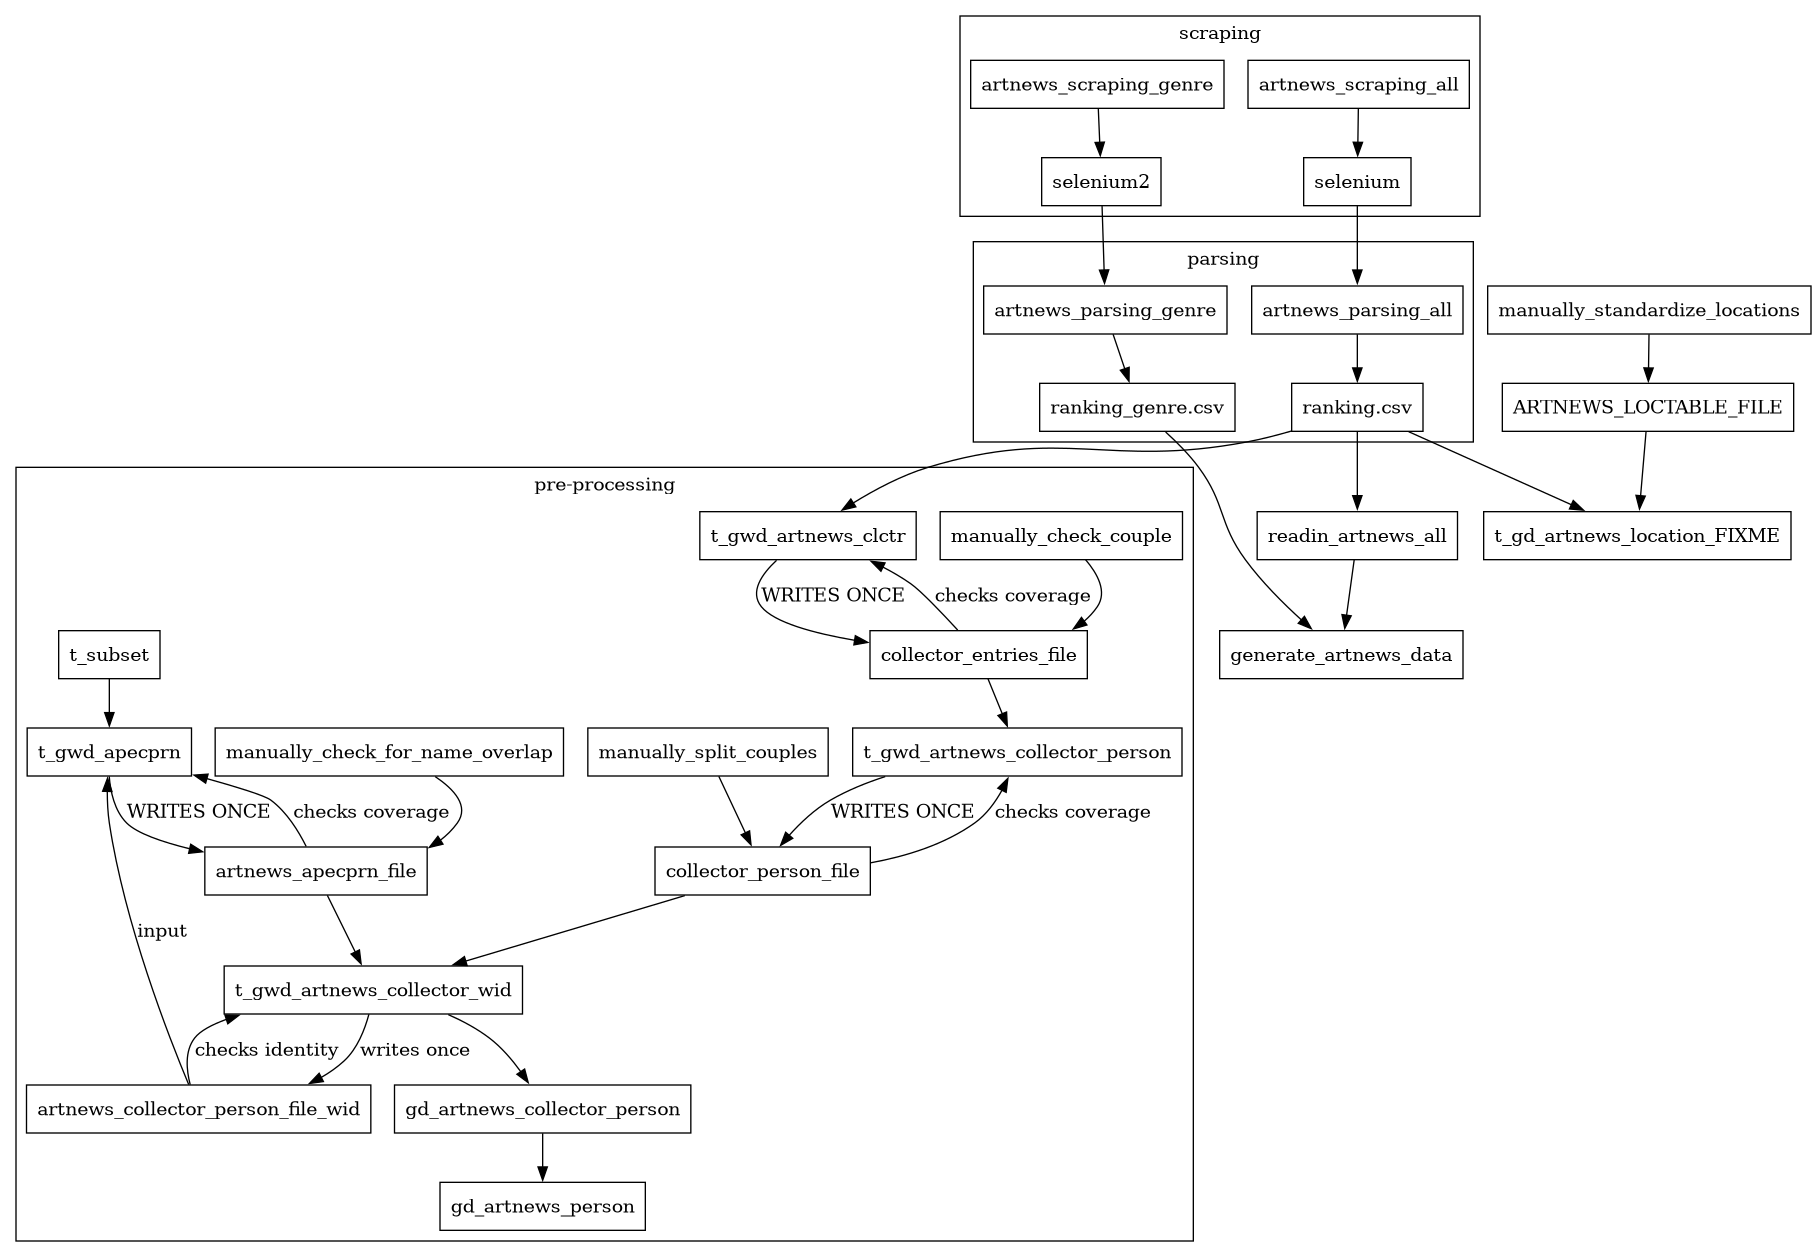 scraping
artnews_scraping_genre
artnews_scraping_all
selenium2
selenium
parsing
artnews_parsing_genre
artnews_parsing_all
manually_standardize_locations
ranking_genre.csv
ranking.csv
ARTNEWS_LOCTABLE_FILE
pre-processing
t_gwd_artnews_clctr
manually_check_couple
readin_artnews_all
t_gd_artnews_location_FIXME
WRITES ONCE
checks coverage
t_subset
collector_entries_file
generate_artnews_data
t_gwd_apecprn
manually_check_for_name_overlap
manually_split_couples
t_gwd_artnews_collector_person
WRITES ONCE
checks coverage
WRITES ONCE
checks coverage
artnews_apecprn_file
collector_person_file
input
t_gwd_artnews_collector_wid
checks identity
writes once
artnews_collector_person_file_wid
gd_artnews_collector_person
gd_artnews_person